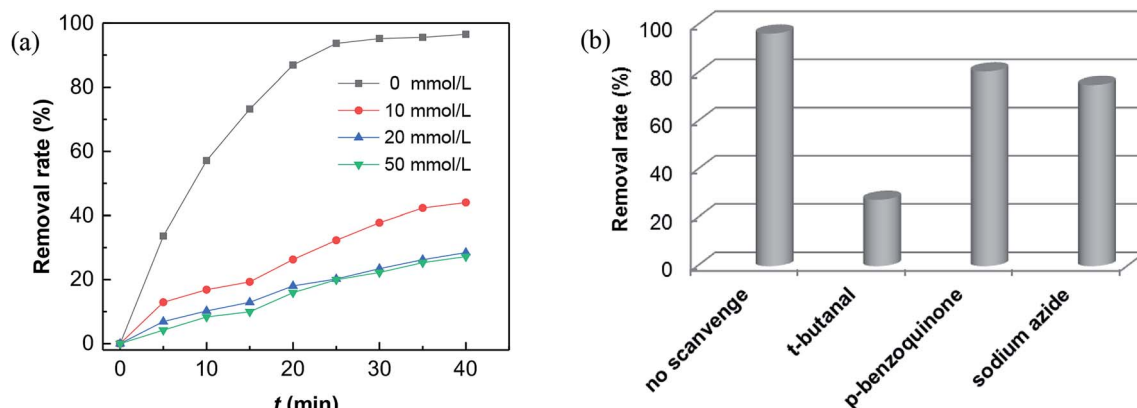 (a)
Removal rate (%)
100
80
60
40
20
0
0 mmol/L
10 mmol/L
20 mmol/L
50 mmol/L
0 10 20 30 40
t (min)
(b)
Removal rate (%)
100
80
60
40
20
0
no scanvenge
t-butanal
p-benzoquinone
sodium azide